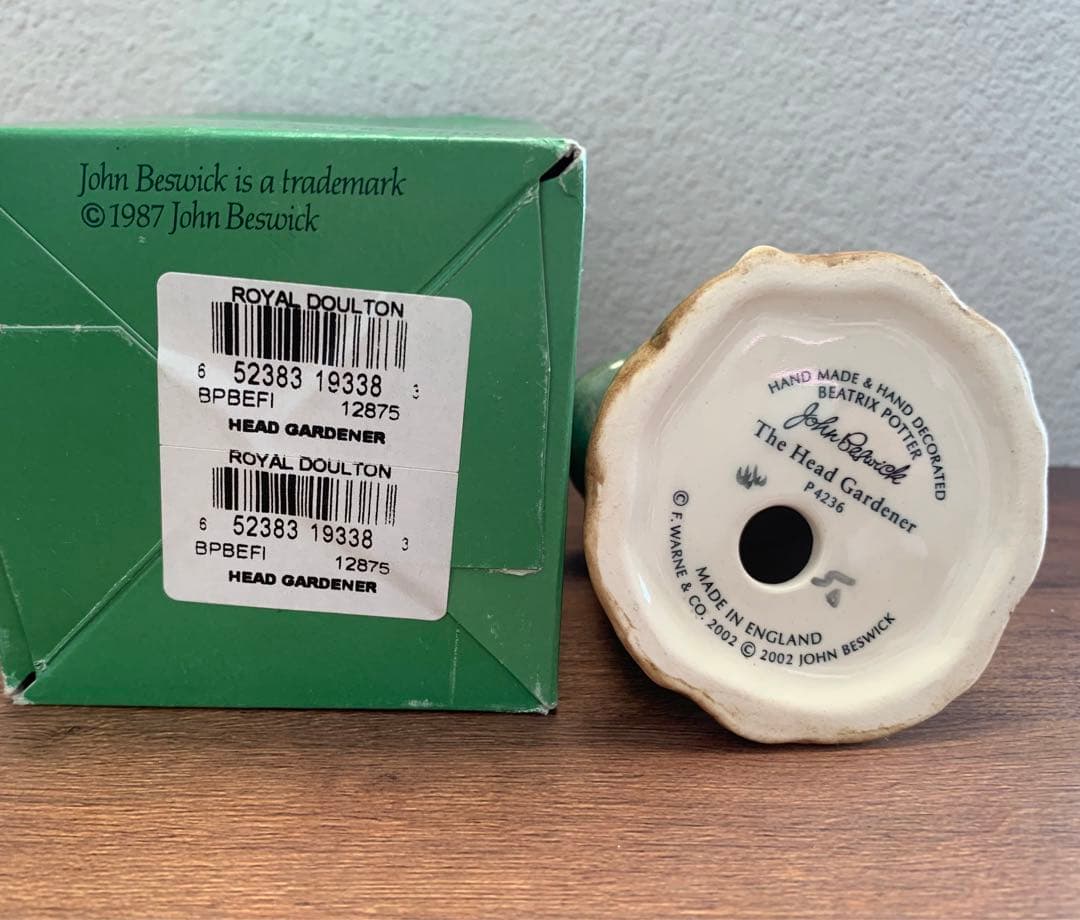 John Beswick is a trademark
© 1987 John Beswick
ROYAL DOULTON
6 52383 19338 3
BPBEFI 12875
HEAD GARDENER
ROYAL DOULTON
6 52383 19338 3
BPBEFI 12875
HEAD GARDENER
HAND MADE & HAND DECORATED
BEATRIX POTTER
John Beswick
The Head Gardener
P4236
© F. WARNE & CO. 2002 © 2002 JOHN BESWICK
MADE IN ENGLAND